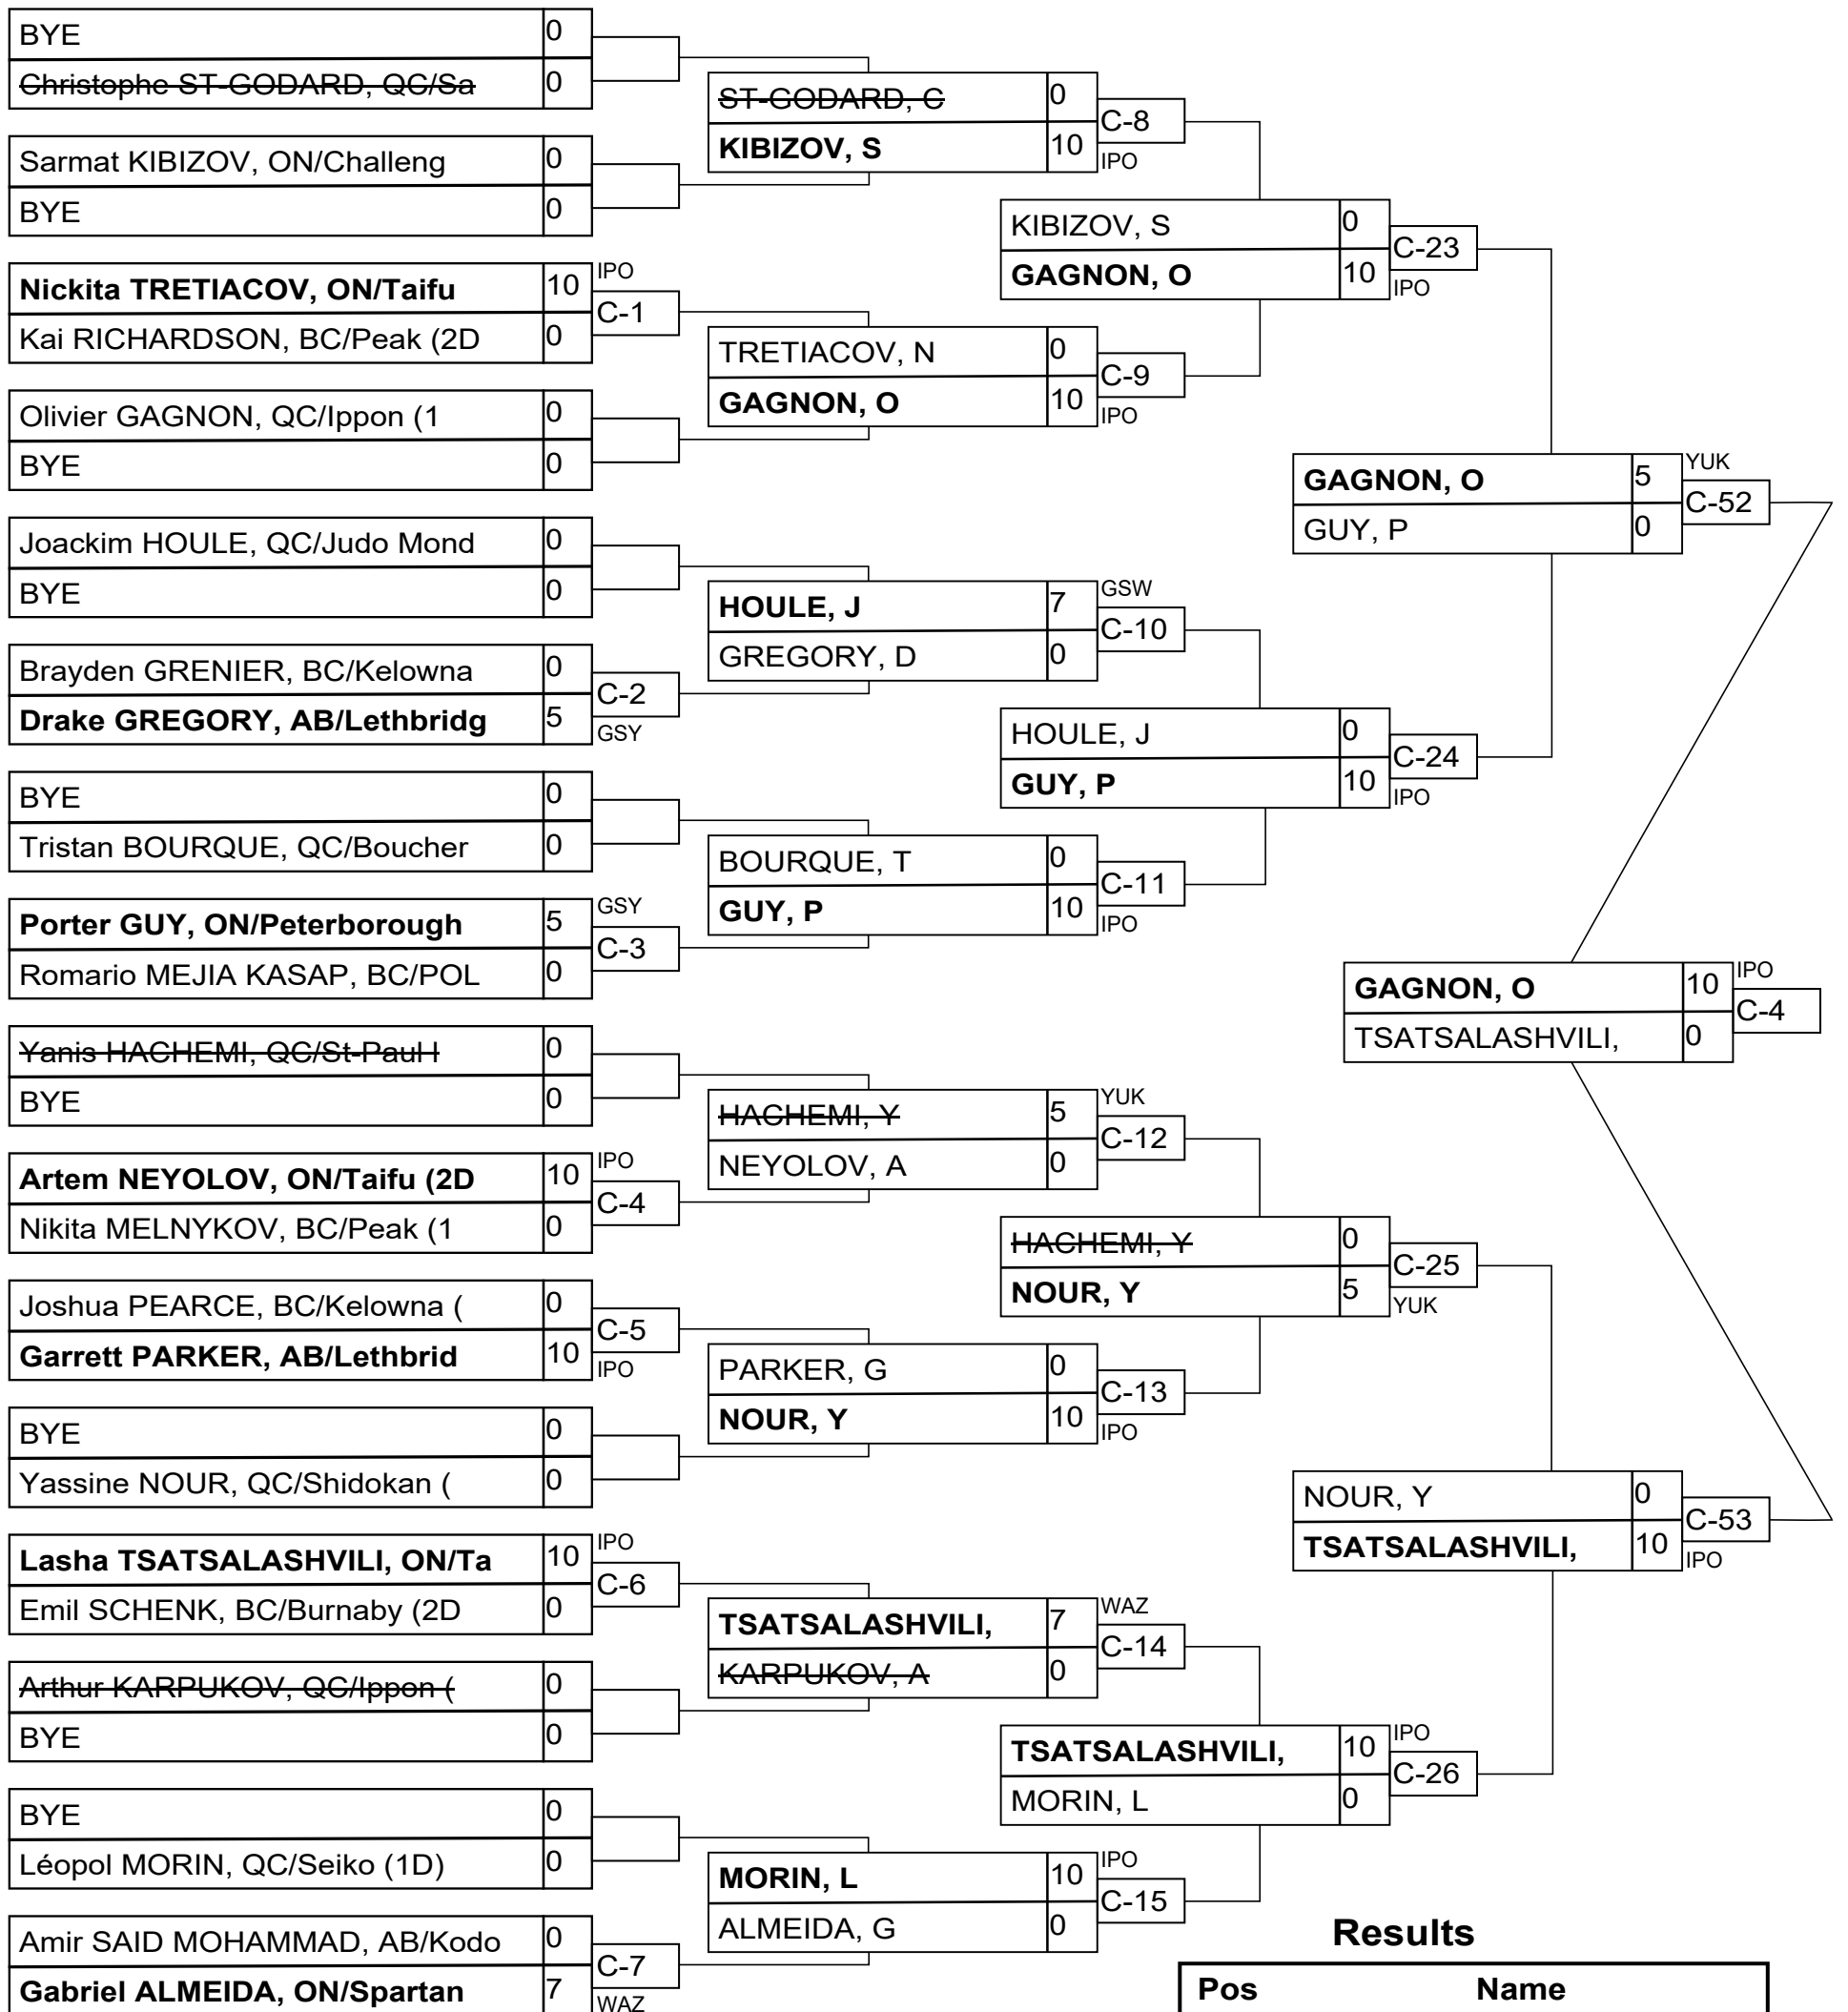 BYE 0
Christophe ST-GODARD, QC/Sa 0
Sarmat KIBIZOV, ON/Challeng 0
BYE 0
Nickita TRETIACOV, ON/Taifu 10 IPO
C-1
Kai RICHARDSON, BC/Peak (2D 0
Olivier GAGNON, QC/Ippon (1 0
BYE 0
Joackim HOULE, QC/Judo Mond 0
BYE 0
Brayden GRENIER, BC/Kelowna 0
C-2
Drake GREGORY, AB/Lethbridg 5 GSY
BYE 0
Tristan BOURQUE, QC/Boucher 0
Porter GUY, ON/Peterborough 5 GSY
C-3
Romario MEJIA KASAP, BC/POL 0
Yanis HACHEMI, QC/St-Paul l 0
BYE 0
Artem NEYOLOV, ON/Taifu (2D 10 IPO
C-4
Nikita MELNYKOV, BC/Peak (1 0
Joshua PEARCE, BC/Kelowna ( 0
C-5
Garrett PARKER, AB/Lethbrid 10 IPO
BYE 0
Yassine NOUR, QC/Shidokan ( 0
Lasha TSATSALASHVILI, ON/Ta 10 IPO
C-6
Emil SCHENK, BC/Burnaby (2D 0
Arthur KARPUKOV, QC/Ippon ( 0
BYE 0
BYE 0
Léopol MORIN, QC/Seiko (1D) 0
Amir SAID MOHAMMAD, AB/Kodo 0
C-7
Gabriel ALMEIDA, ON/Spartan 7 WAZ
ST-GODARD, C 0
C-8
KIBIZOV, S 10 IPO
TRETIACOV, N 0
C-9
GAGNON, O 10 IPO
HOULE, J 7 GSW
C-10
GREGORY, D 0
BOURQUE, T 0
C-11
GUY, P 10 IPO
HACHEMI, Y 5 YUK
C-12
NEYOLOV, A 0
PARKER, G 0
C-13
NOUR, Y 10 IPO
TSATSALASHVILI, 7 WAZ
C-14
KARPUKOV, A 0
MORIN, L 10 IPO
C-15
ALMEIDA, G 0
KIBIZOV, S 0
C-23
GAGNON, O 10 IPO
HOULE, J 0
C-24
GUY, P 10 IPO
HACHEMI, Y 0
C-25
NOUR, Y 5 YUK
TSATSALASHVILI, 10 IPO
C-26
MORIN, L 0
GAGNON, O 5 YUK
C-52
GUY, P 0
NOUR, Y 0
C-53
TSATSALASHVILI, 10 IPO
GAGNON, O 10 IPO
C-4
TSATSALASHVILI, 0
Results
Pos Name